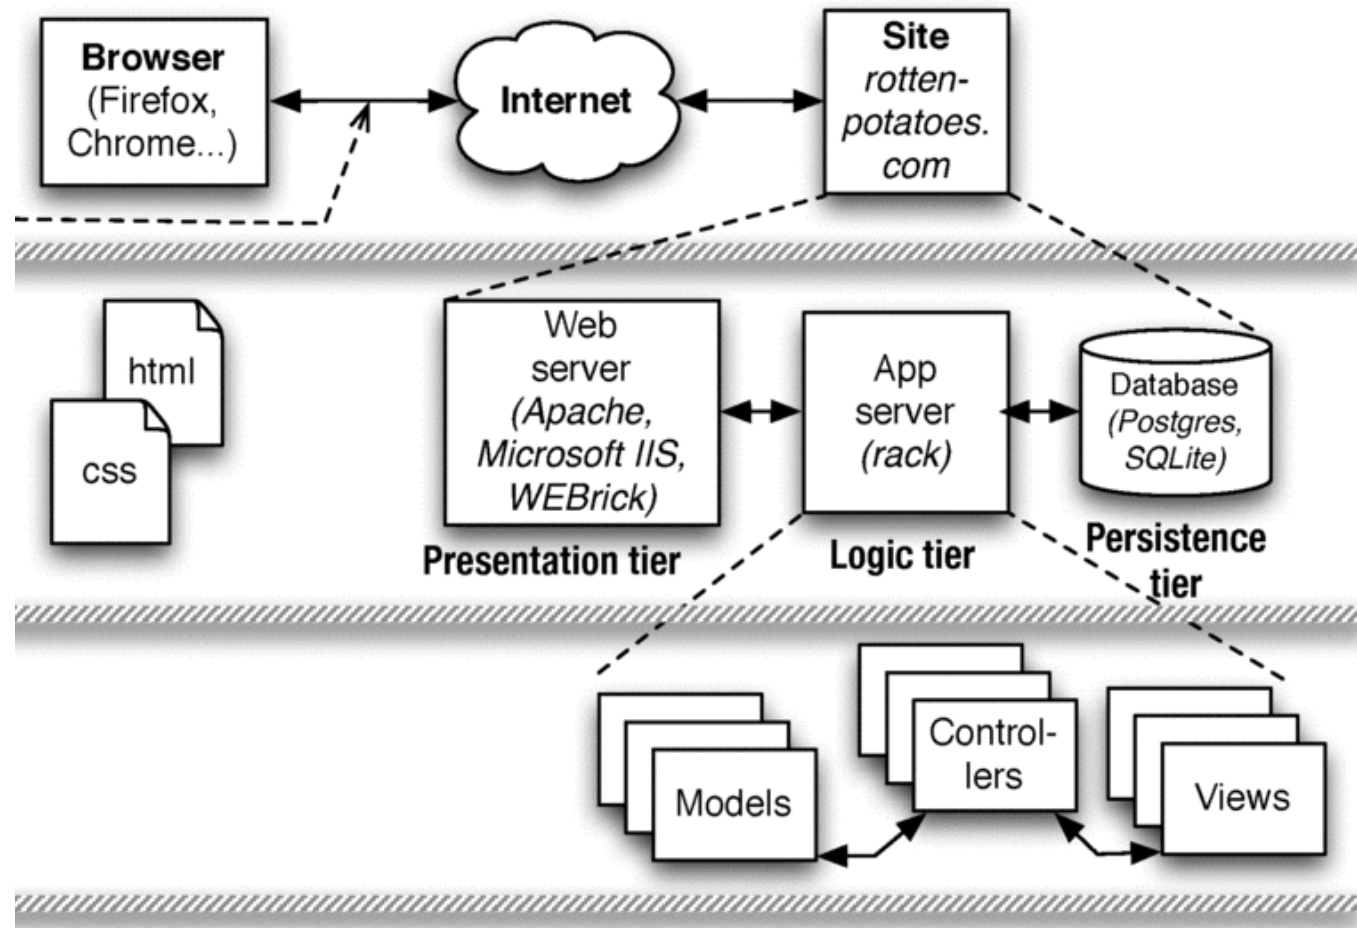 Browser
(Firefox,
Chrome...)
Internet
Site
rotten-
potatoes.
com
html
css
Web
server
(Apache,
Microsoft IIS,
WEBrick)
Presentation tier
App
server
(rack)
Logic tier
Database
(Postgres,
SQLite)
Persistence
tier
Models
Control-
lers
Views